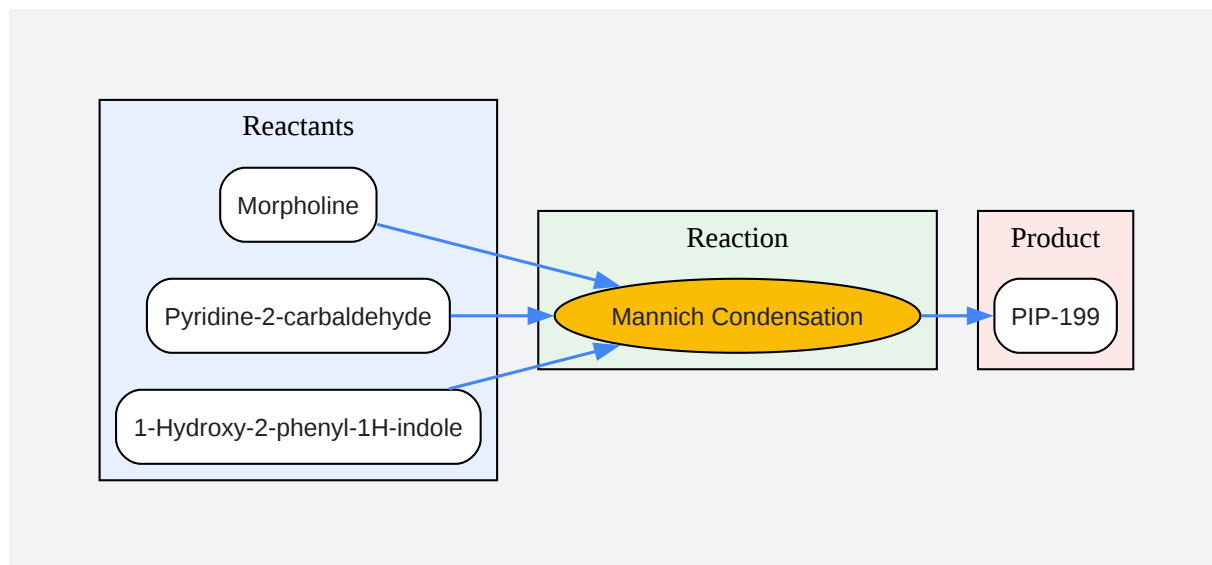 Reactants
Morpholine
Pyridine-2-carbaldehyde
1-Hydroxy-2-phenyl-1H-indole
Reaction
Mannich Condensation
Product
PIP-199